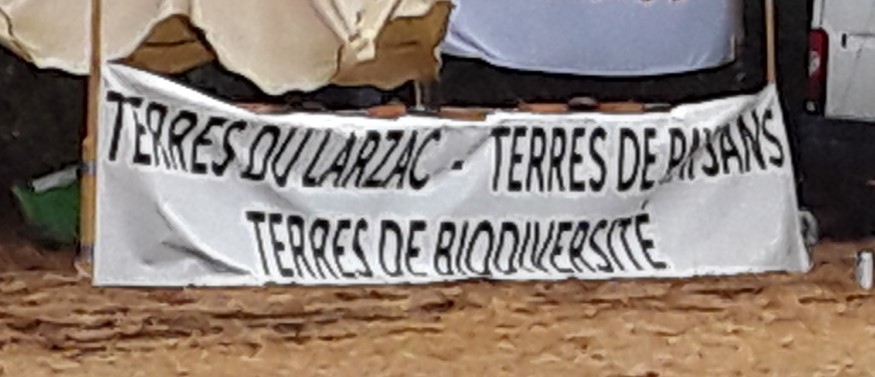 TERRES DU LARZAC - TERRES DE PAYSANS
TERRES DE BIODIVERSITÉ